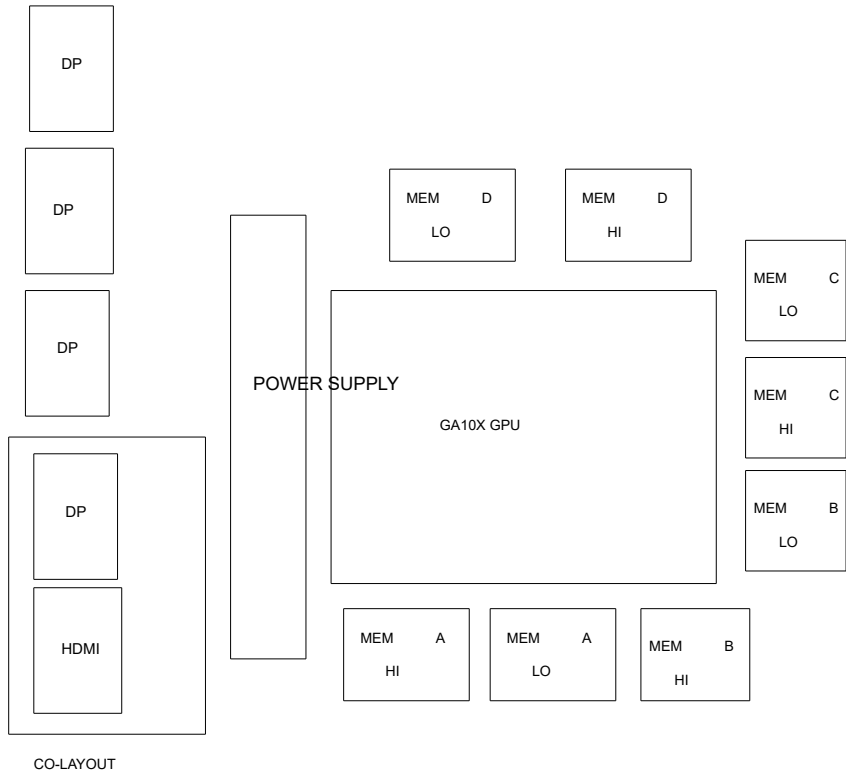 DP
DP
DP
DP
HDMI
CO-LAYOUT
POWER SUPPLY
GA10X GPU
MEM D
LO
MEM D
HI
MEM C
LO
MEM C
HI
MEM B
LO
MEM A
HI
MEM A
LO
MEM B
HI